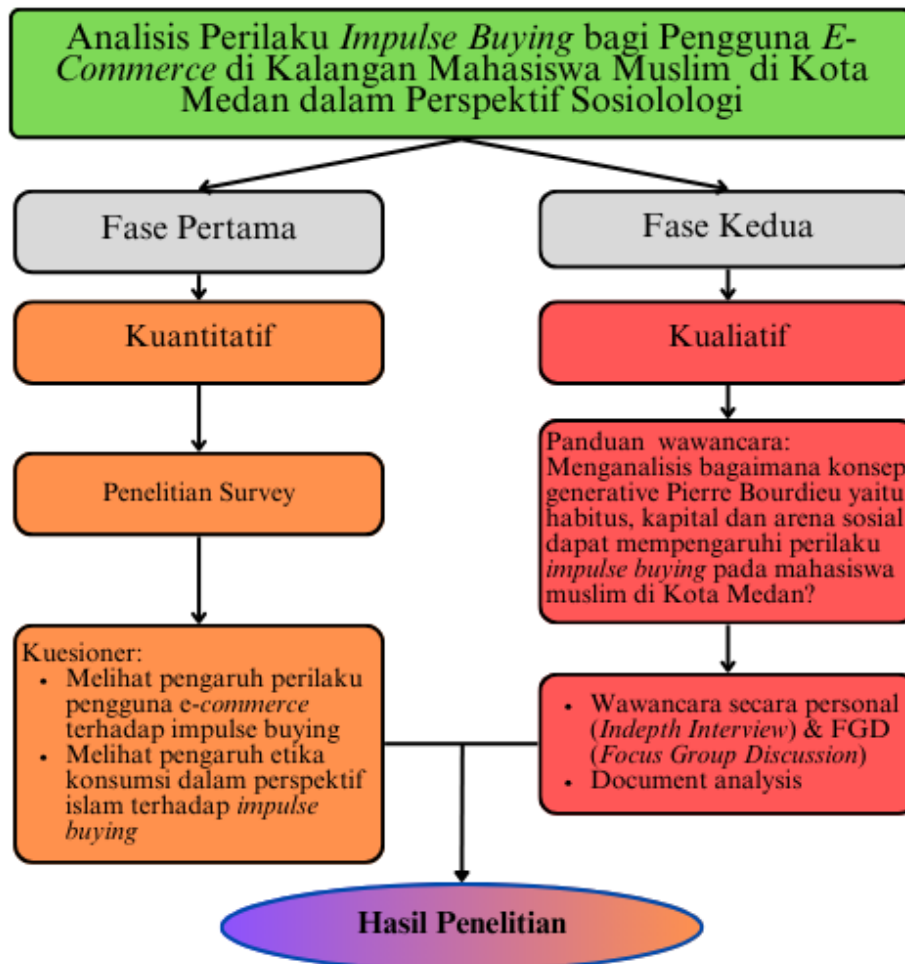 Analisis Perilaku Impulse Buying bagi Pengguna E-
Commerce di Kalangan Mahasiswa Muslim di Kota
Medan dalam Perspektif Sosiolologi
Fase Pertama
Fase Kedua
Kuantitatif
Kualiatif
Penelitian Survey
Panduan wawancara:
Menganalisis bagaimana konsep
generative Pierre Bourdieu yaitu
habitus, kapital dan arena sosial
dapat mempengaruhi perilaku
impulse buying pada mahasiswa
muslim di Kota Medan?
Kuesioner:
• Melihat pengaruh perilaku
pengguna e-commerce
terhadap impulse buying
• Melihat pengaruh etika
konsumsi dalam perspektif
islam terhadap impulse
buying
• Wawancara secara personal
(Indepth Interview) & FGD
(Focus Group Discussion)
• Document analysis
Hasil Penelitian